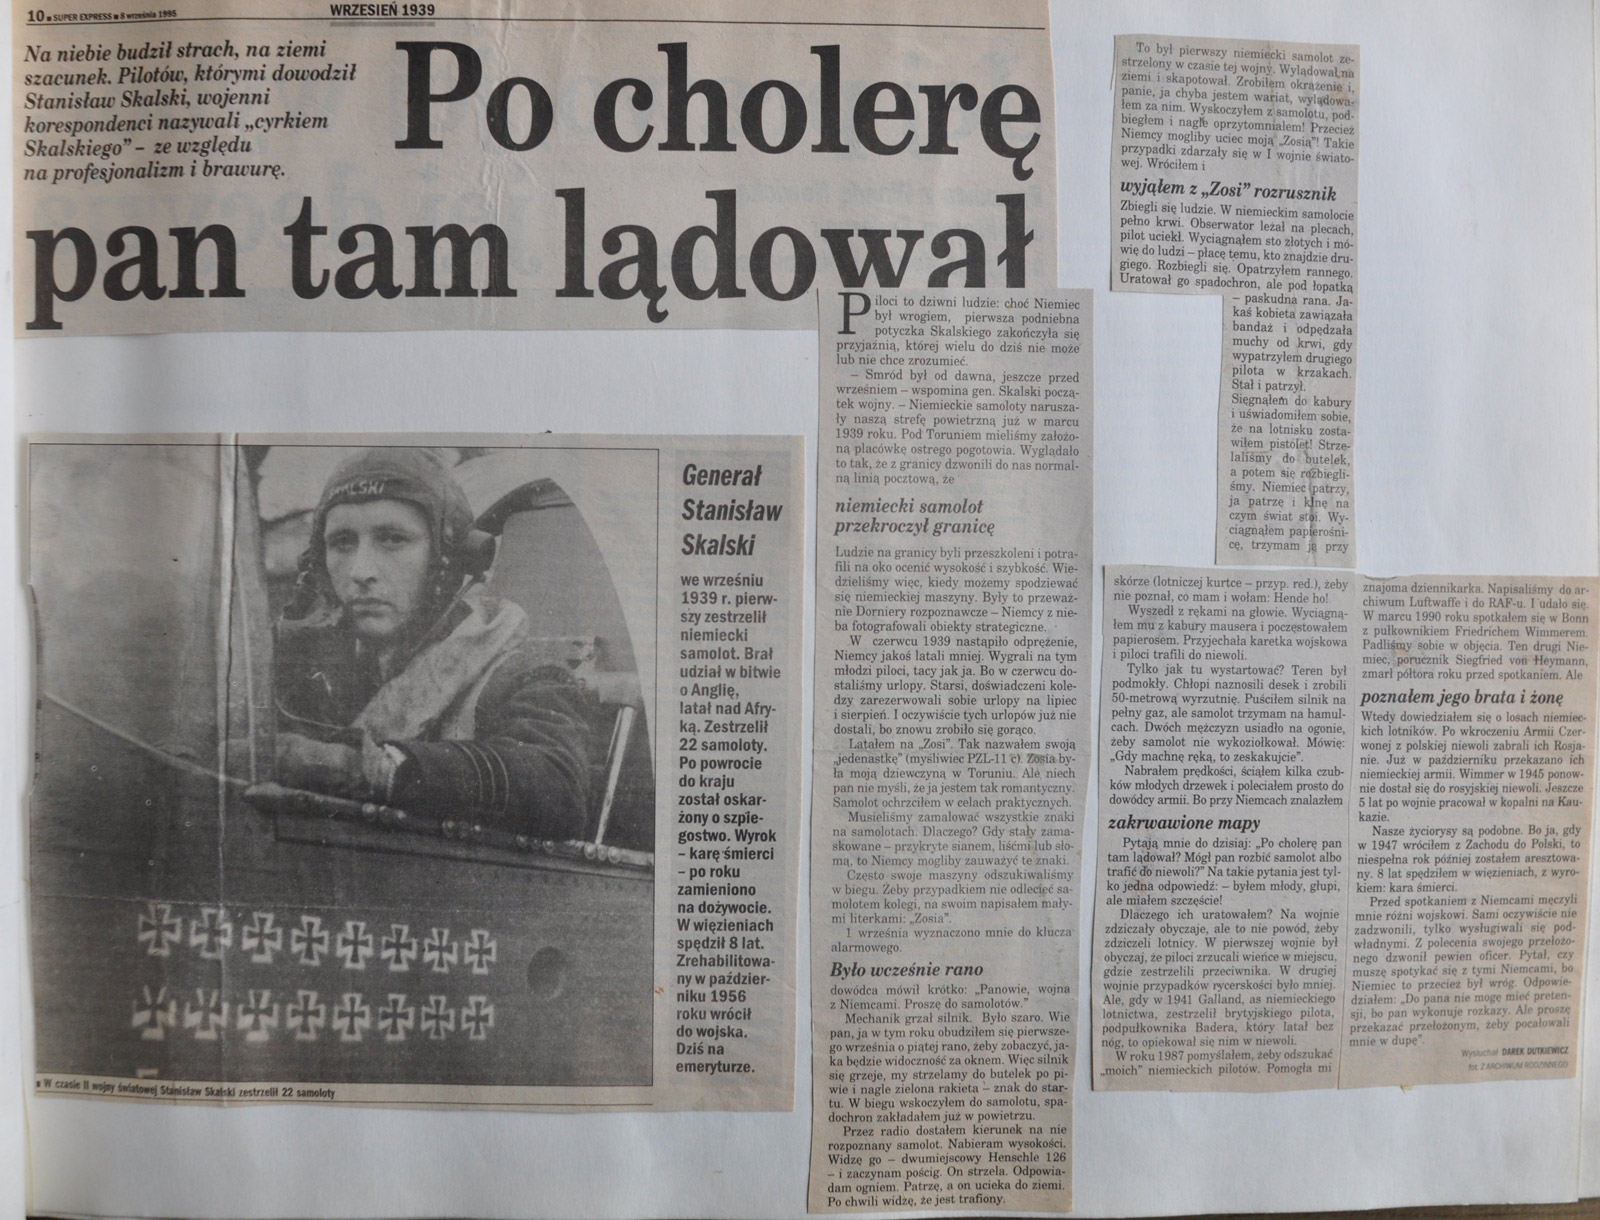 10 ■ SUPER EXPRESS ■ 8 września 1995
WRZESIEŃ 1939
Na niebie budził strach, na ziemi
szacunek. Pilotów, którymi dowodził
Stanisław Skalski, wojenni
korespondenci nazywali „cyrkiem
Skalskiego” – ze względu
na profesjonalizm i brawurę.
Po cholerę
pan tam lądował
SKALSKI
Generał
Stanisław
Skalski
we wrześniu
1939 r. pierw-
szy zestrzelił
niemiecki
samolot. Brał
udział w bitwie
o Anglię,
latał nad Afry-
ką. Zestrzelił
22 samoloty.
Po powrocie
do kraju
został oskar-
żony o szpie-
gostwo. Wyrok
– karę śmierci
– po roku
zamieniono
na dożywocie.
W więzieniach
spędził 8 lat.
Zrehabilitowa-
ny w paździer-
niku 1956
roku wrócił
do wojska.
Dziś na
emeryturze.
■ W czasie II wojny światowej Stanisław Skalski zestrzelił 22 samoloty
Piloci to dziwni ludzie: choć Niemiec
był wrogiem, pierwsza podniebna
potyczka Skalskiego zakończyła się
przyjaźnią, której wielu do dziś nie może
lub nie chce zrozumieć.
– Smród był od dawna, jeszcze przed
wrześniem – wspomina gen. Skalski począ-
tek wojny. – Niemieckie samoloty narusza-
ły naszą strefę powietrzną już w marcu
1939 roku. Pod Toruniem mieliśmy założo-
ną placówkę ostrego pogotowia. Wyglądało
to tak, że z granicy dzwonili do nas normal-
ną linią pocztową, że
niemiecki samolot
przekroczył granicę
Ludzie na granicy byli przeszkoleni i potra-
fili na oko ocenić wysokość i szybkość. Wie-
dzieliśmy więc, kiedy możemy spodziewać
się niemieckiej maszyny. Były to przeważ-
nie Dorniery rozpoznawcze – Niemcy z nie-
ba fotografowali obiekty strategiczne.
W czerwcu 1939 nastąpiło odprężenie,
Niemcy jakoś latali mniej. Wygrali na tym
młodzi piloci, tacy jak ja. Bo w czerwcu do-
staliśmy urlopy. Starsi, doświadczeni kole-
dzy zarezerwowali sobie urlopy na lipiec
i sierpień. I oczywiście tych urlopów już nie
dostali, bo znowu zrobiło się gorąco.
Latałem na „Zosi”. Tak nazwałem swoją
„jedenastkę” (myśliwiec PZL-11 c). Zosia by-
ła moją dziewczyną w Toruniu. Ale niech
pan nie myśli, że ja jestem tak romantyczny.
Samolot ochrzciłem w celach praktycznych.
Musieliśmy zamalować wszystkie znaki
na samolotach. Dlaczego? Gdy stały zama-
skowane – przykryte sianem, liśćmi lub sło-
mą, to Niemcy mogliby zauważyć te znaki.
Często swoje maszyny odszukiwaliśmy
w biegu. Żeby przypadkiem nie odlecieć sa-
molotem kolegi, na swoim napisałem mały-
mi literkami: „Zosia”.
1 września wyznaczono mnie do klucza
alarmowego.
Było wcześnie rano
dowódca mówił krótko: „Panowie, wojna
z Niemcami. Proszę do samolotów.”
Mechanik grzał silnik. Było szaro. Wie
pan, ja w tym roku obudziłem się pierwsze-
go września o piątej rano, żeby zobaczyć, ja-
ka będzie widoczność za oknem. Więc silnik
się grzeje, my strzelamy do butelek po pi-
wie i nagle zielona rakieta – znak do star-
tu. W biegu wskoczyłem do samolotu, spa-
dochron zakładałem już w powietrzu.
Przez radio dostałem kierunek na nie
rozpoznany samolot. Nabieram wysokości.
Widzę go – dwumiejscowy Henschle 126
– i zaczynam pościg. On strzela. Odpowia-
dam ogniem. Patrzę, a on ucieka do ziemi.
Po chwili widzę, że jest trafiony.
To był pierwszy niemiecki samolot ze-
strzelony w czasie tej wojny. Wylądował na
ziemi i skapotował. Zrobiłem okrążenie i,
panie, ja chyba jestem wariat, wylądowa-
łem za nim. Wyskoczyłem z samolotu, pod-
biegłem i nagle oprzytomniałem! Przecież
Niemcy mogliby uciec moją „Zosią”! Takie
przypadki zdarzały się w I wojnie świato-
wej. Wróciłem i
wyjąłem z „Zosi” rozrusznik
Zbiegli się ludzie. W niemieckim samolocie
pełno krwi. Obserwator leżał na plecach,
pilot uciekł. Wyciągnąłem sto złotych i mó-
wię do ludzi – płacę temu, kto znajdzie dru-
giego. Rozbiegli się. Opatrzyłem rannego.
Uratował go spadochron, ale pod łopatką
– paskudna rana. Ja-
kaś kobieta zawiązała
bandaż i odpędzała
muchy od krwi, gdy
wypatrzyłem drugiego
pilota w krzakach.
Stał i patrzył.
Sięgnąłem do kabury
i uświadomiłem sobie,
że na lotnisku zosta-
wiłem pistolet! Strze-
laliśmy do butelek,
a potem się rozbiegli-
śmy. Niemiec patrzy,
ja patrzę i klnę na
czym świat stoi. Wy-
ciągnąłem papierośni-
cę, trzymam ją przy
skórze (lotniczej kurtce – przyp. red.), żeby
nie poznał, co mam i wołam: Hende ho!
Wyszedł z rękami na głowie. Wyciągną-
łem mu z kabury mausera i poczęstowałem
papierosem. Przyjechała karetka wojskowa
i piloci trafili do niewoli.
Tylko jak tu wystartować? Teren był
podmokły. Chłopi naznosili desek i zrobili
50-metrową wyrzutnię. Puściłem silnik na
pełny gaz, ale samolot trzymam na hamul-
cach. Dwóch mężczyzn usiadło na ogonie,
żeby samolot nie wykoziołkował. Mówię:
„Gdy machnę ręką, to zeskakujcie”.
Nabrałem prędkości, ściąłem kilka czub-
ków młodych drzewek i poleciałem prosto do
dowódcy armii. Bo przy Niemcach znalazłem
zakrwawione mapy
Pytają mnie do dzisiaj: „Po cholerę pan
tam lądował? Mógł pan rozbić samolot albo
trafić do niewoli?” Na takie pytania jest tyl-
ko jedna odpowiedź: – byłem młody, głupi,
ale miałem szczęście!
Dlaczego ich uratowałem? Na wojnie
zdziczały obyczaje, ale to nie powód, żeby
zdziczeli lotnicy. W pierwszej wojnie był
obyczaj, że piloci zrzucali wieńce w miejscu,
gdzie zestrzelili przeciwnika. W drugiej
wojnie przypadków rycerskości było mniej.
Ale, gdy w 1941 Galland, as niemieckiego
lotnictwa, zestrzelił brytyjskiego pilota,
podpułkownika Badera, który latał bez
nóg, to opiekował się nim w niewoli.
W roku 1987 pomyślałem, żeby odszukać
„moich” niemieckich pilotów. Pomogła mi
znajoma dziennikarka. Napisaliśmy do ar-
chiwum Luftwaffe i do RAF-u. I udało się.
W marcu 1990 roku spotkałem się w Bonn
z pułkownikiem Friedrichem Wimmerem.
Padliśmy sobie w objęcia. Ten drugi Nie-
miec, porucznik Siegfried von Heymann,
zmarł półtora roku przed spotkaniem. Ale
poznałem jego brata i żonę
Wtedy dowiedziałem się o losach niemiec-
kich lotników. Po wkroczeniu Armii Czer-
wonej z polskiej niewoli zabrali ich Rosja-
nie. Już w październiku przekazano ich
niemieckiej armii. Wimmer w 1945 ponow-
nie dostał się do rosyjskiej niewoli. Jeszcze
5 lat po wojnie pracował w kopalni na Kau-
kazie.
Nasze życiorysy są podobne. Bo ja, gdy
w 1947 wróciłem z Zachodu do Polski, to
niespełna rok później zostałem aresztowa-
ny. 8 lat spędziłem w więzieniach, z wyro-
kiem: kara śmierci.
Przed spotkaniem z Niemcami męczyli
mnie różni wojskowi. Sami oczywiście nie
zadzwonili, tylko wysługiwali się pod-
władnymi. Z polecenia swojego przełożo-
nego dzwonił pewien oficer. Pytał, czy
muszę spotykać się z tymi Niemcami, bo
Niemiec to przecież był wróg. Odpowie-
działem: „Do pana nie mogę mieć preten-
sji, bo pan wykonuje rozkazy. Ale proszę
przekazać przełożonym, żeby pocałowali
mnie w dupę”.
Wysłuchał DAREK DUTKIEWICZ
fot. Z ARCHIWUM RODZINNEGO